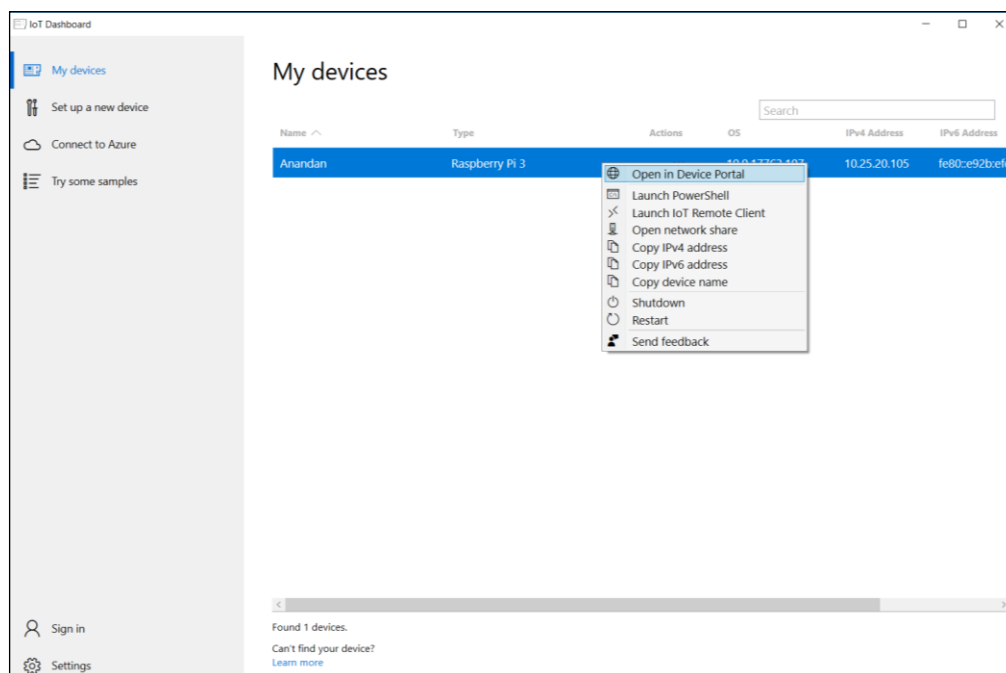 IoT Dashboard
My devices
Set up a new device
Connect to Azure
Try some samples
Sign in
Settings
My devices
Search
Name Type Actions OS IPv4 Address IPv6 Address
Anandan Raspberry Pi 3 10.25.20.105
Open in Device Portal
Launch PowerShell
Launch IoT Remote Client
Open network share
Copy IPv4 address
Copy IPv6 address
Copy device name
Shutdown
Restart
Send feedback
Found 1 devices.
Can't find your device?
Learn more